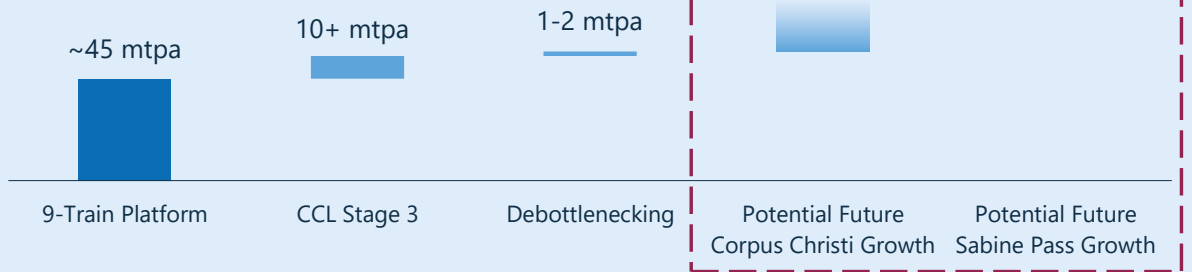 ~45 mtpa
10+ mtpa
1-2 mtpa
9-Train Platform
CCL Stage 3
Debottlenecking
Potential Future
Corpus Christi Growth
Potential Future
Sabine Pass Growth